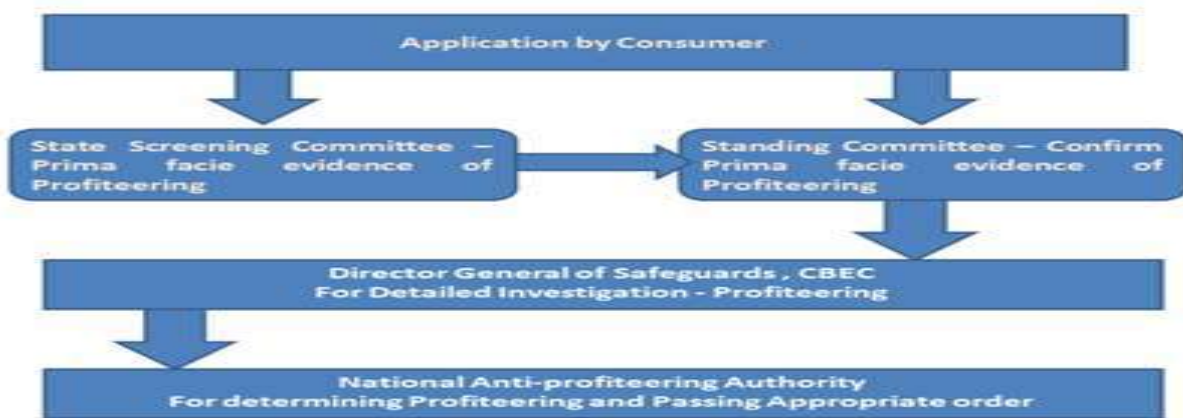 Application by Consumer
State Screening Committee –
Prima facie evidence of
Profiteering
Standing Committee – Confirm
Prima facie evidence of
Profiteering
Director General of Safeguards , CBEC
For Detailed Investigation - Profiteering
National Anti-profiteering Authority
For determining Profiteering and Passing Appropriate order